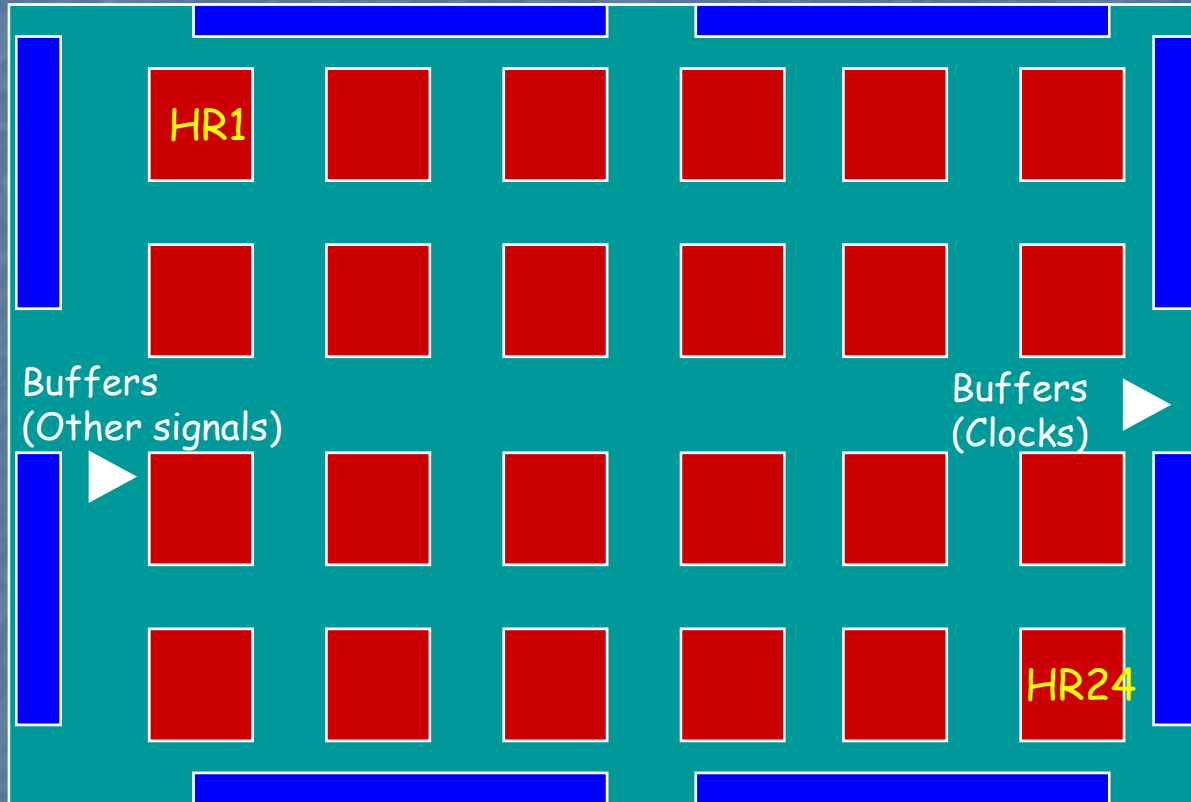 HR1
Buffers
(Other signals)
Buffers
(Clocks)
HR24